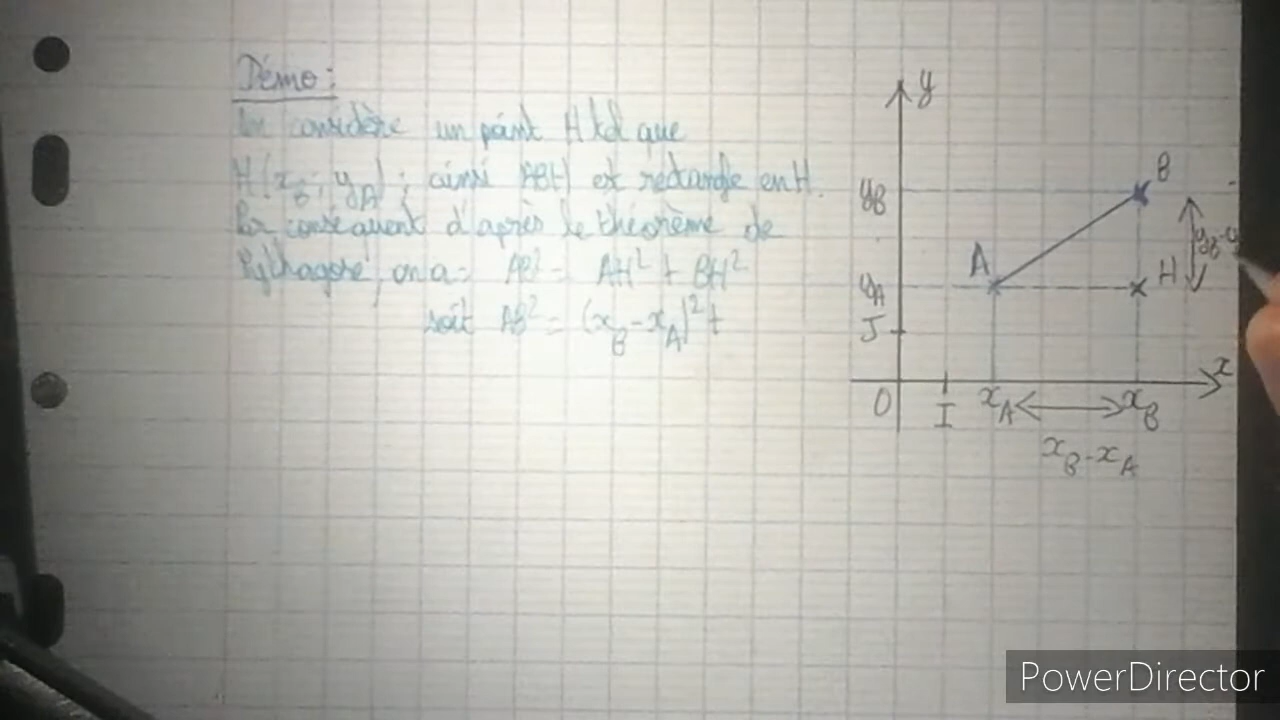 Démo :
On considère un point H tel que
H(x_B ; y_A) ; ainsi ABH est rectangle en H.
Par conséquent d'après le théorème de
Pythagore, on a : AB² = AH² + BH²
soit AB² = (x_B - x_A)² +
y
y_B
B
A
y_A
H
y_B - y
J
x
O
I
x_A
x_B
x_B - x_A
PowerDirector